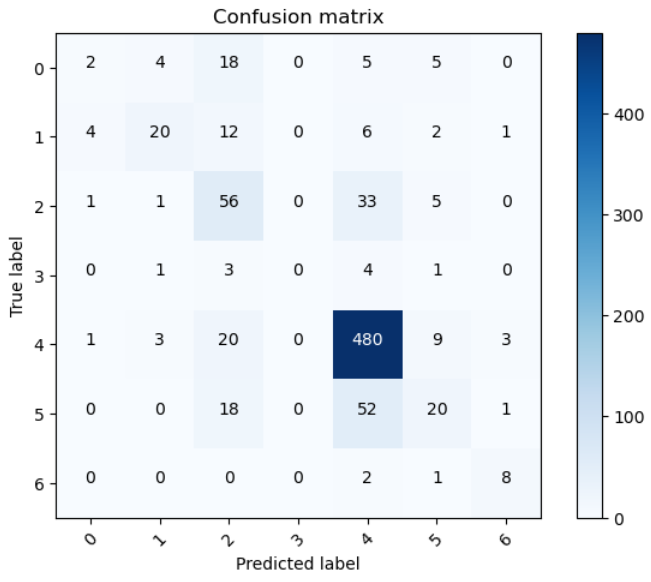 Confusion matrix
0 2 4 18 0 5 5 0
1 4 20 12 0 6 2 1
2 1 1 56 0 33 5 0
3 0 1 3 0 4 1 0
4 1 3 20 0 480 9 3
5 0 0 18 0 52 20 1
6 0 0 0 0 2 1 8
0 1 2 3 4 5 6
True label
Predicted label
400
300
200
100
0